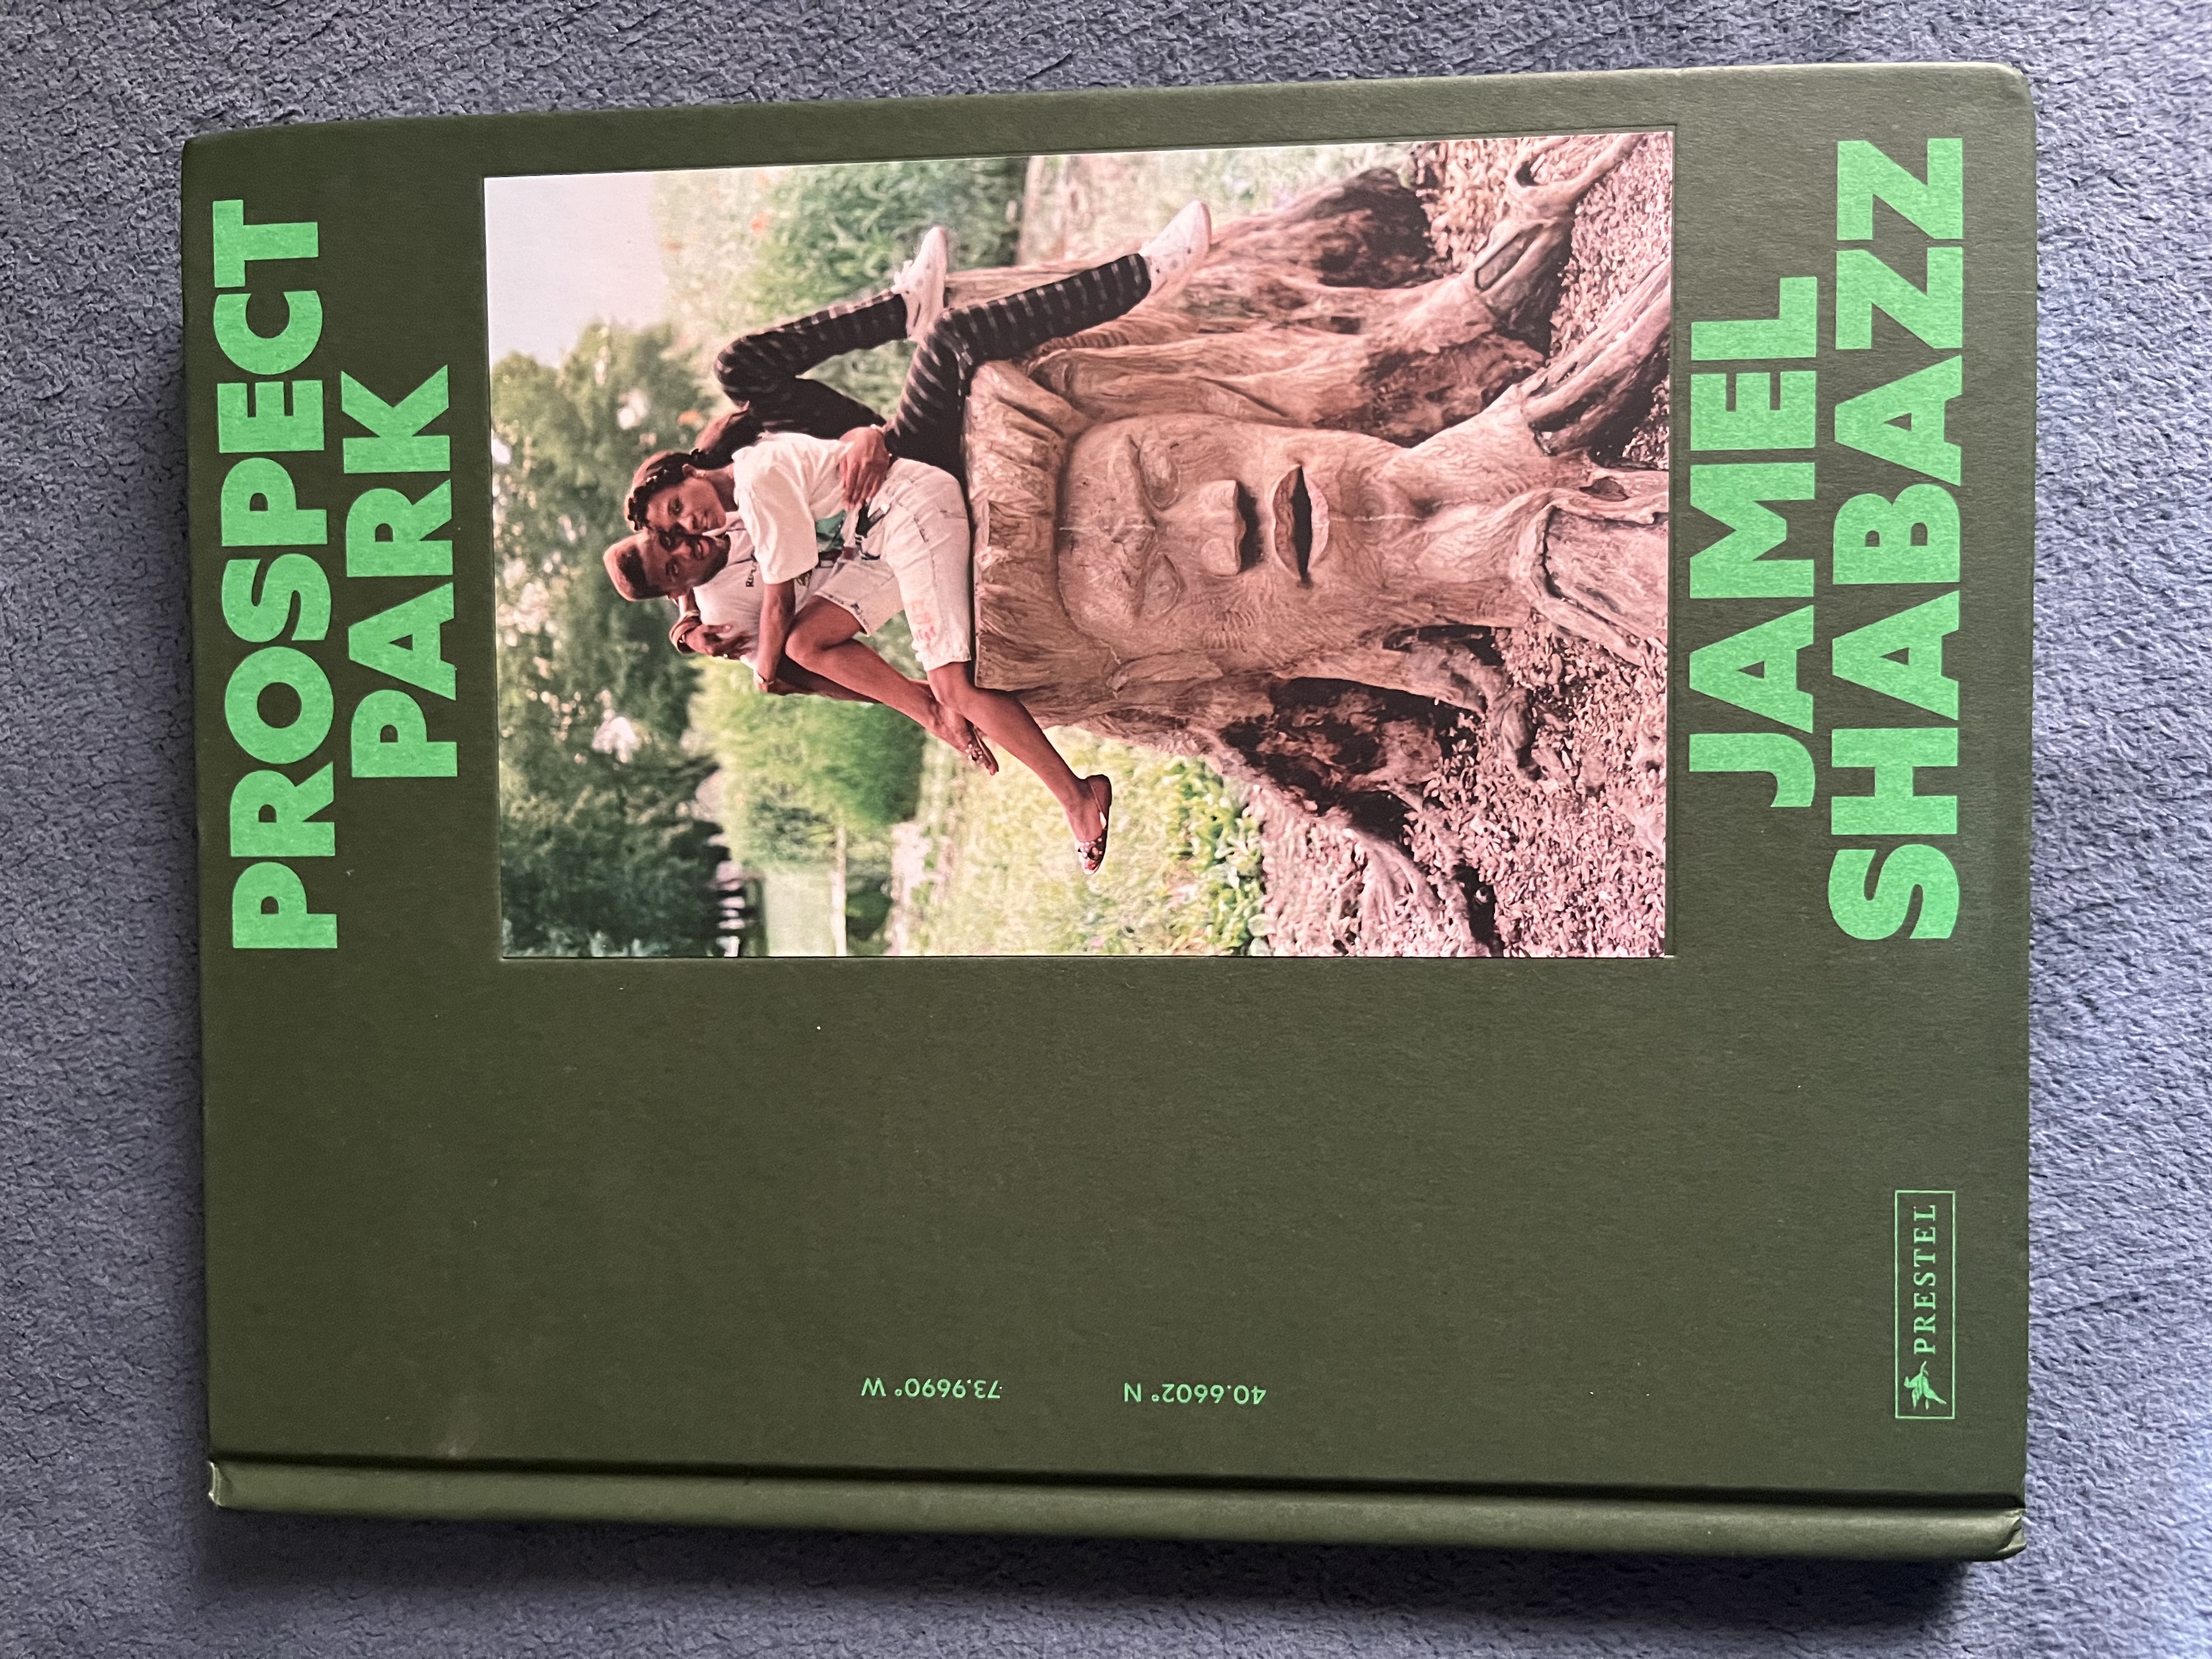 PROSPECT
PARK
JAMEL
SHABAZZ
40.6602° N
73.9690° W
PRESTEL